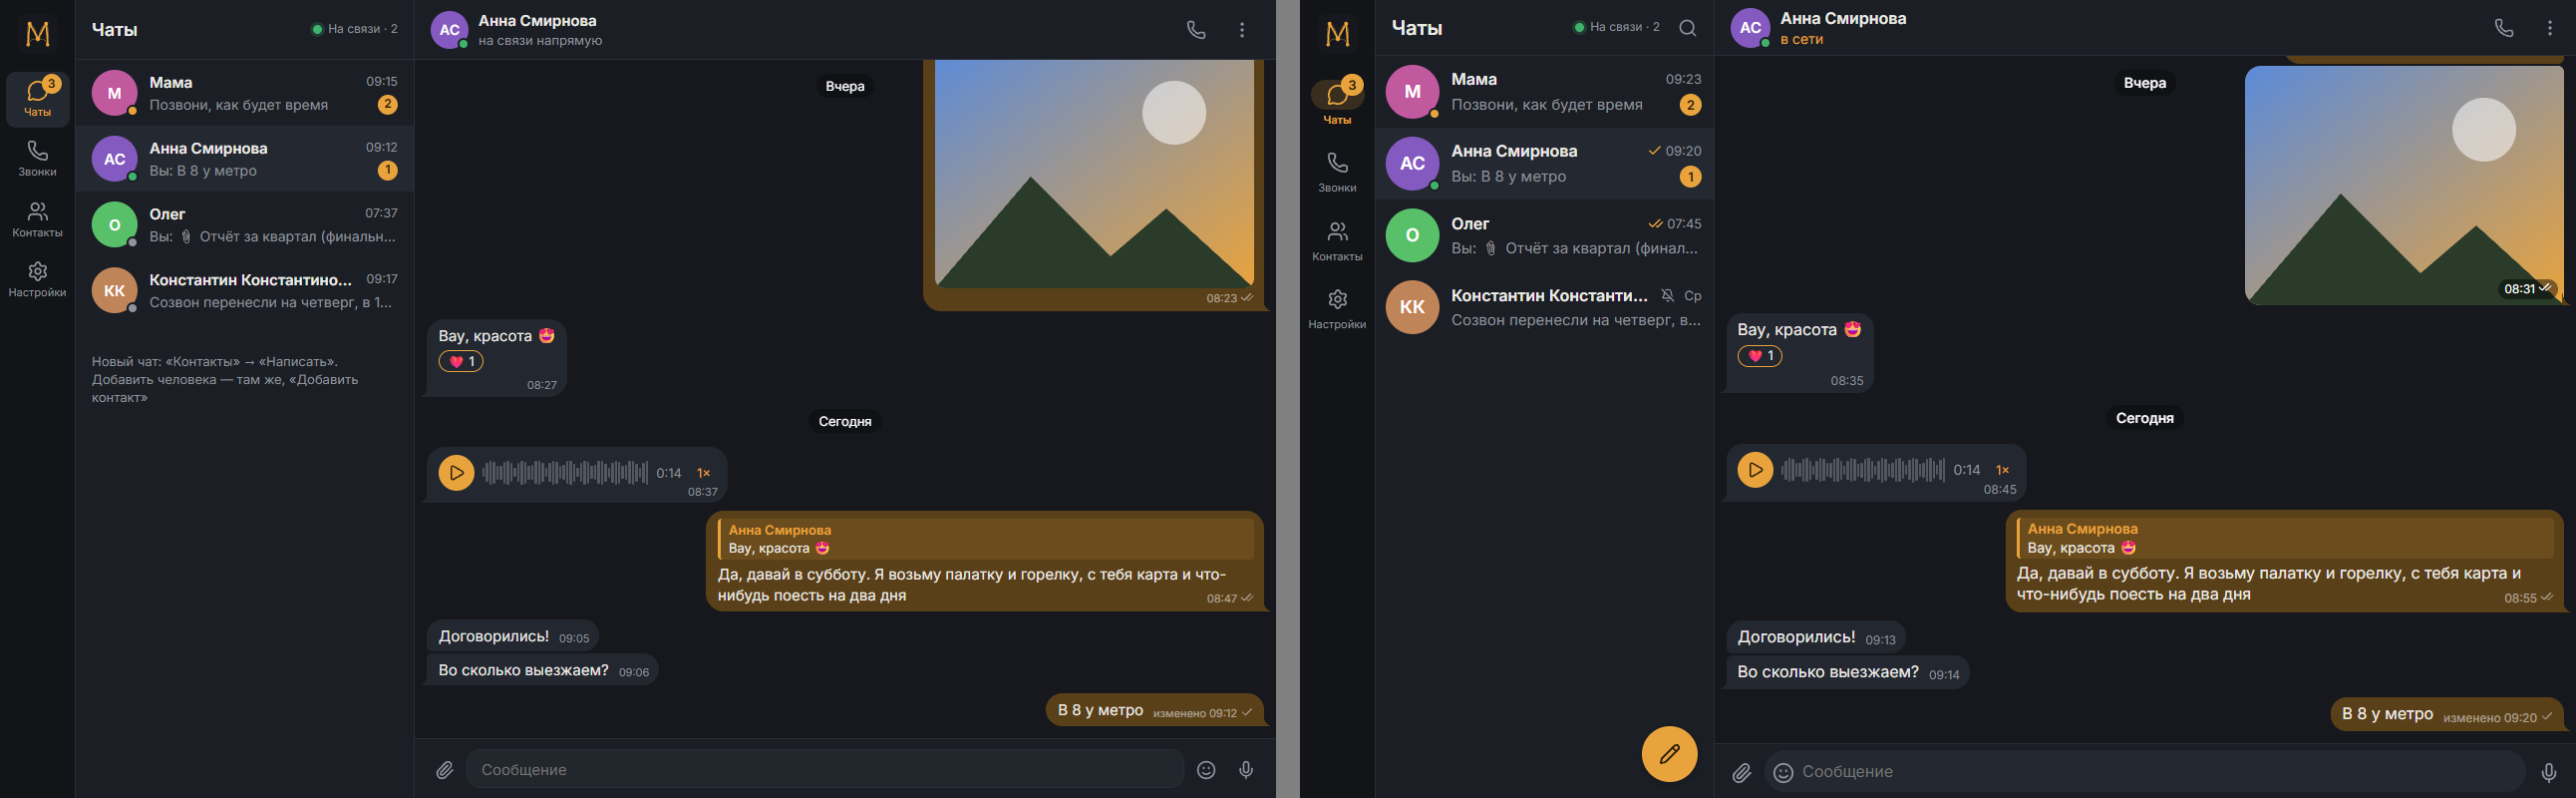 M
3
Чаты
Звонки
Контакты
Настройки
Чаты
На связи · 2
М
Мама
09:15
Позвони, как будет время
2
АС
Анна Смирнова
09:12
Вы: В 8 у метро
1
О
Олег
07:37
Вы: 📎 Отчёт за квартал (финальн...
КК
Константин Константино...
09:17
Созвон перенесли на четверг, в 1...
Новый чат: «Контакты» → «Написать».
Добавить человека — там же, «Добавить
контакт»
АС
Анна Смирнова
на связи напрямую
Вчера
08:23
Вау, красота 🤩
❤️ 1
08:27
Сегодня
0:14
1×
08:37
Анна Смирнова
Вау, красота 🤩
Да, давай в субботу. Я возьму палатку и горелку, с тебя карта и что-
нибудь поесть на два дня
08:47
Договорились! 09:05
Во сколько выезжаем? 09:06
В 8 у метро изменено 09:12
Сообщение
M
3
Чаты
Звонки
Контакты
Настройки
Чаты
На связи · 2
М
Мама
09:23
Позвони, как будет время
2
АС
Анна Смирнова
09:20
Вы: В 8 у метро
1
О
Олег
07:45
Вы: 📎 Отчёт за квартал (финал...
КК
Константин Константи...
Ср
Созвон перенесли на четверг, в...
АС
Анна Смирнова
в сети
Вчера
08:31
Вау, красота 🤩
❤️ 1
08:35
Сегодня
0:14
1×
08:45
Анна Смирнова
Вау, красота 🤩
Да, давай в субботу. Я возьму палатку и горелку, с тебя карта и
что-нибудь поесть на два дня
08:55
Договорились! 09:13
Во сколько выезжаем? 09:14
В 8 у метро изменено 09:20
Сообщение